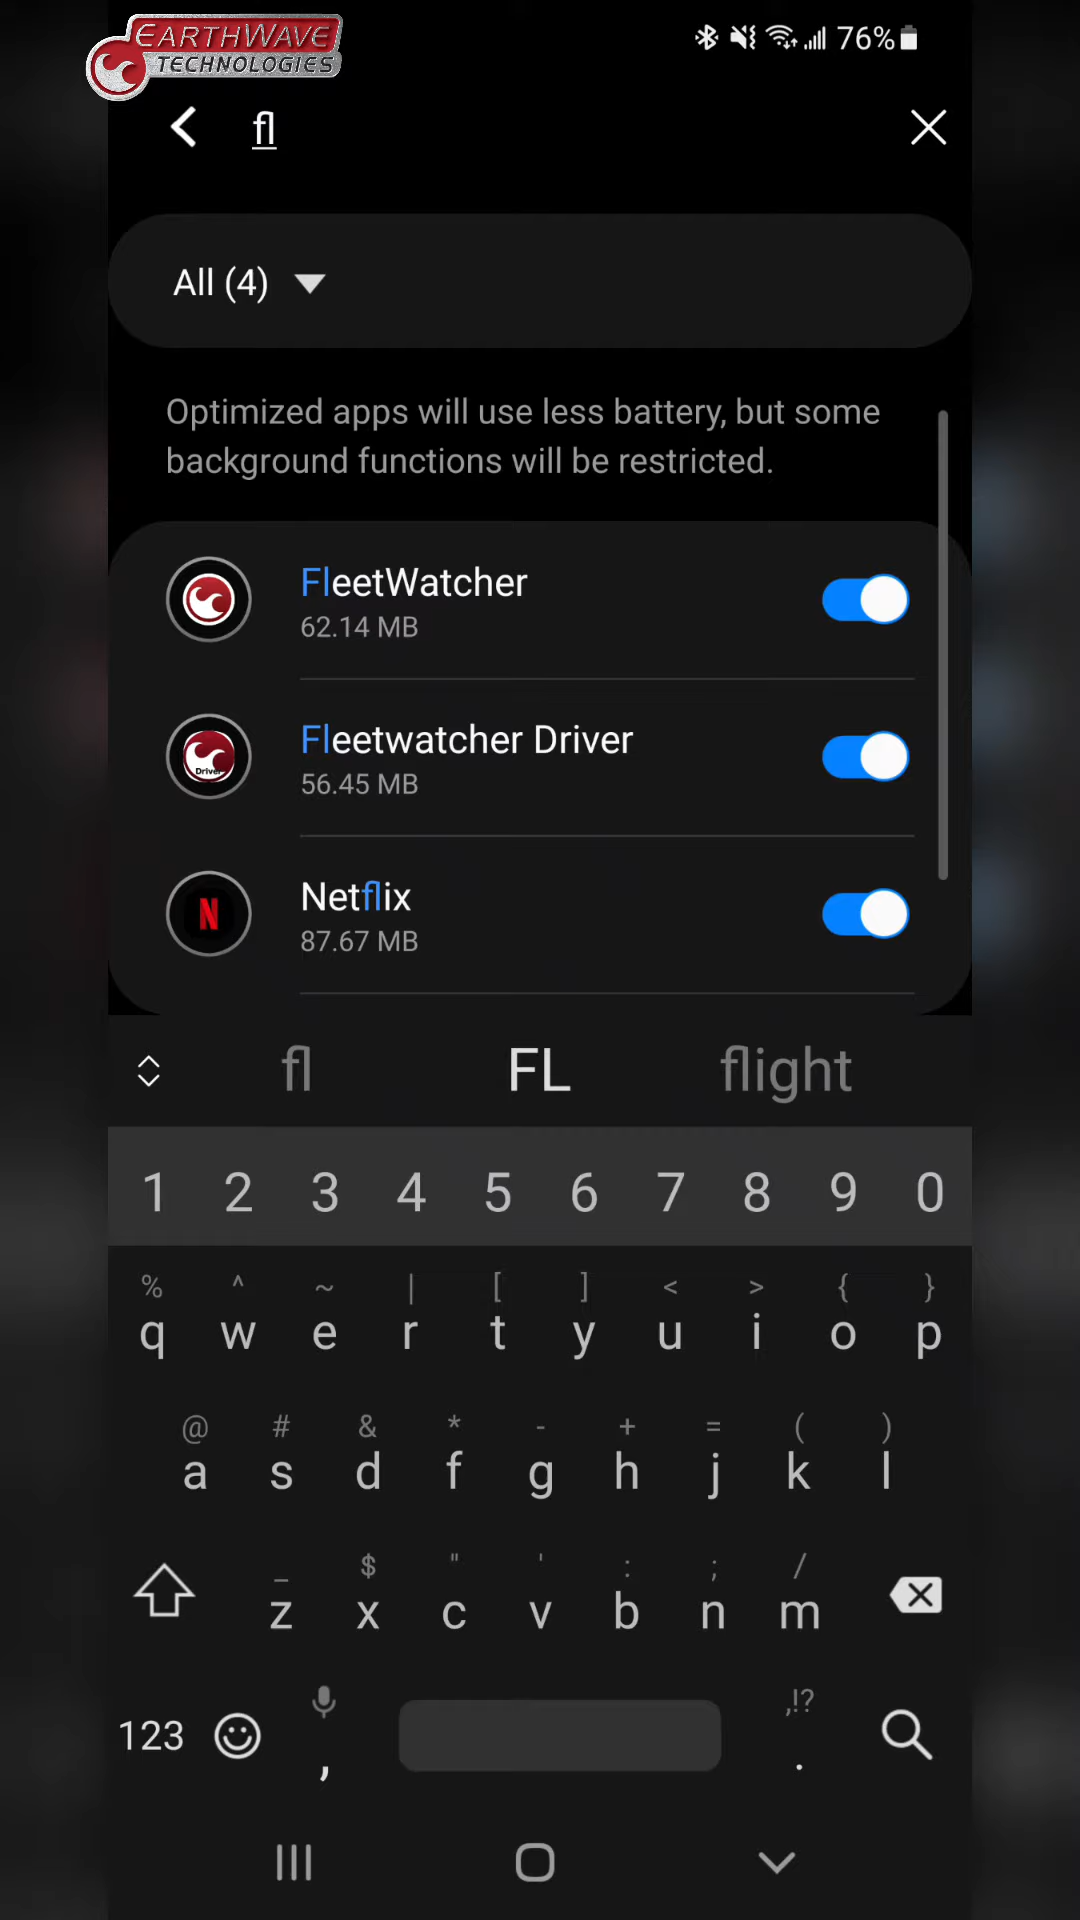 EARTHWAVE
TECHNOLOGIES
76%
fl
All (4)
Optimized apps will use less battery, but some
background functions will be restricted.
FleetWatcher
62.14 MB
Driver
Fleetwatcher Driver
56.45 MB
N
Netflix
87.67 MB
fl FL flight
1 2 3 4 5 6 7 8 9 0
% ^ ~ | [ ] < > { }
q w e r t y u i o p
@ # & * - + = ( )
a s d f g h j k l
_ $ " ' : ; /
z x c v b n m
,!?
123 , .